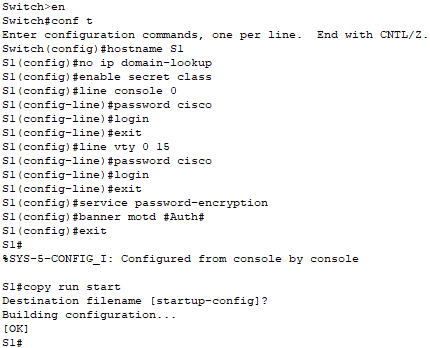 Switch>en
Switch#conf t
Enter configuration commands, one per line.  End with CNTL/Z.
Switch(config)#hostname S1
S1(config)#no ip domain-lookup
S1(config)#enable secret class
S1(config)#line console 0
S1(config-line)#password cisco
S1(config-line)#login
S1(config-line)#exit
S1(config)#line vty 0 15
S1(config-line)#password cisco
S1(config-line)#login
S1(config-line)#exit
S1(config)#service password-encryption
S1(config)#banner motd #Auth#
S1(config)#exit
S1#
%SYS-5-CONFIG_I: Configured from console by console

S1#copy run start
Destination filename [startup-config]?
Building configuration...
[OK]
S1#